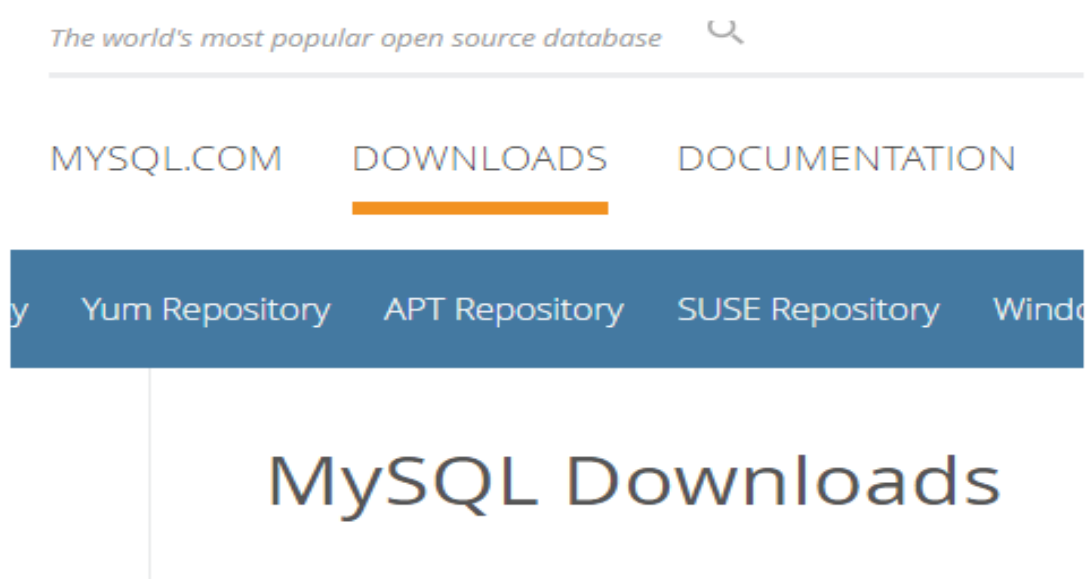 The world's most popular open source database
MYSQL.COM DOWNLOADS DOCUMENTATION
Yum Repository APT Repository SUSE Repository
MySQL Downloads